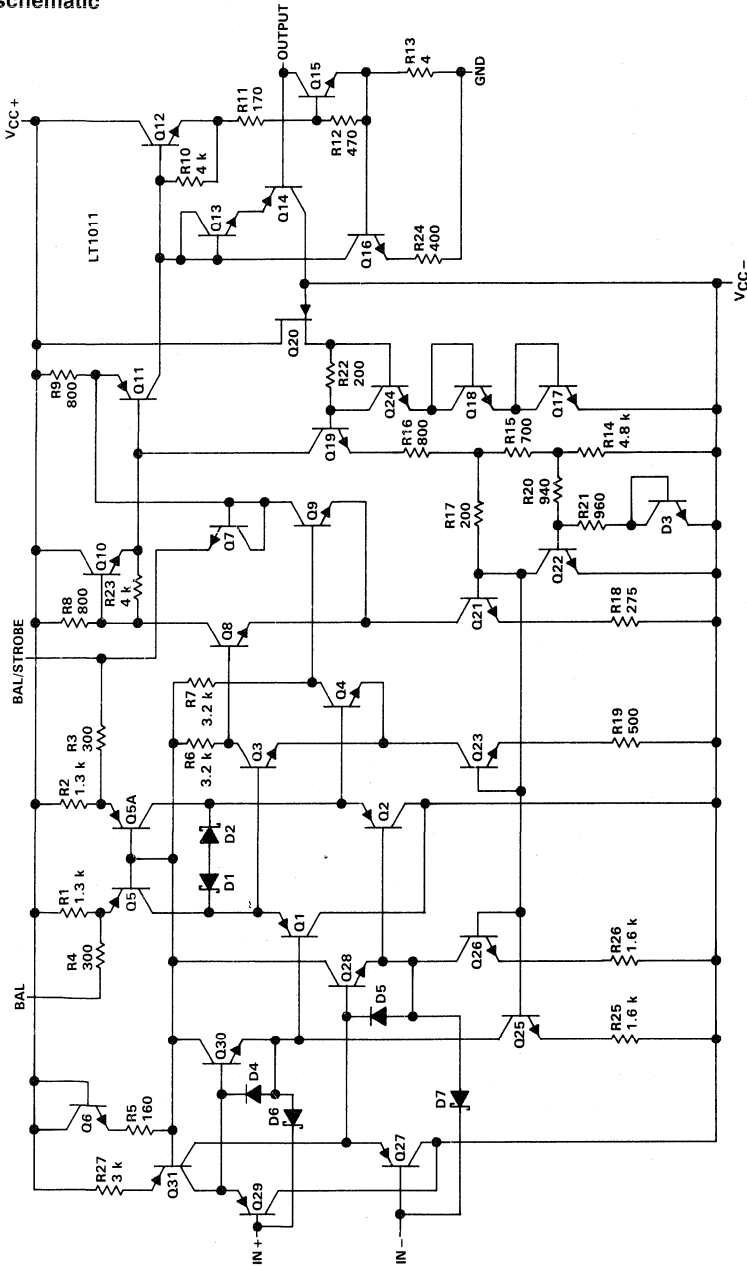 schematic
VCC+
LT1011
BAL/STROBE
BAL
OUTPUT
GND
VCC−
IN+
IN−
R27
3 k
Q6
R5
160
Q31
Q29
Q30
D4
D6
Q27
D5
D7
Q28
R4
300
R1
1.3 k
Q5
D1
Q1
Q26
Q25
R25
1.6 k
R26
1.6 k
R2
1.3 k
R3
300
Q5A
D2
Q2
R6
3.2 k
R7
3.2 k
Q3
Q4
Q23
R19
500
R8
800
Q10
R23
4 k
Q8
Q7
Q9
Q21
R18
275
R17
200
Q22
R20
940
R21
960
D3
R9
800
Q11
Q19
R16
800
R15
700
R14
4.8 k
R22
200
Q20
Q24
Q18
Q17
Q12
R10
4 k
Q13
Q14
Q16
R24
400
R11
170
Q15
R12
470
R13
4